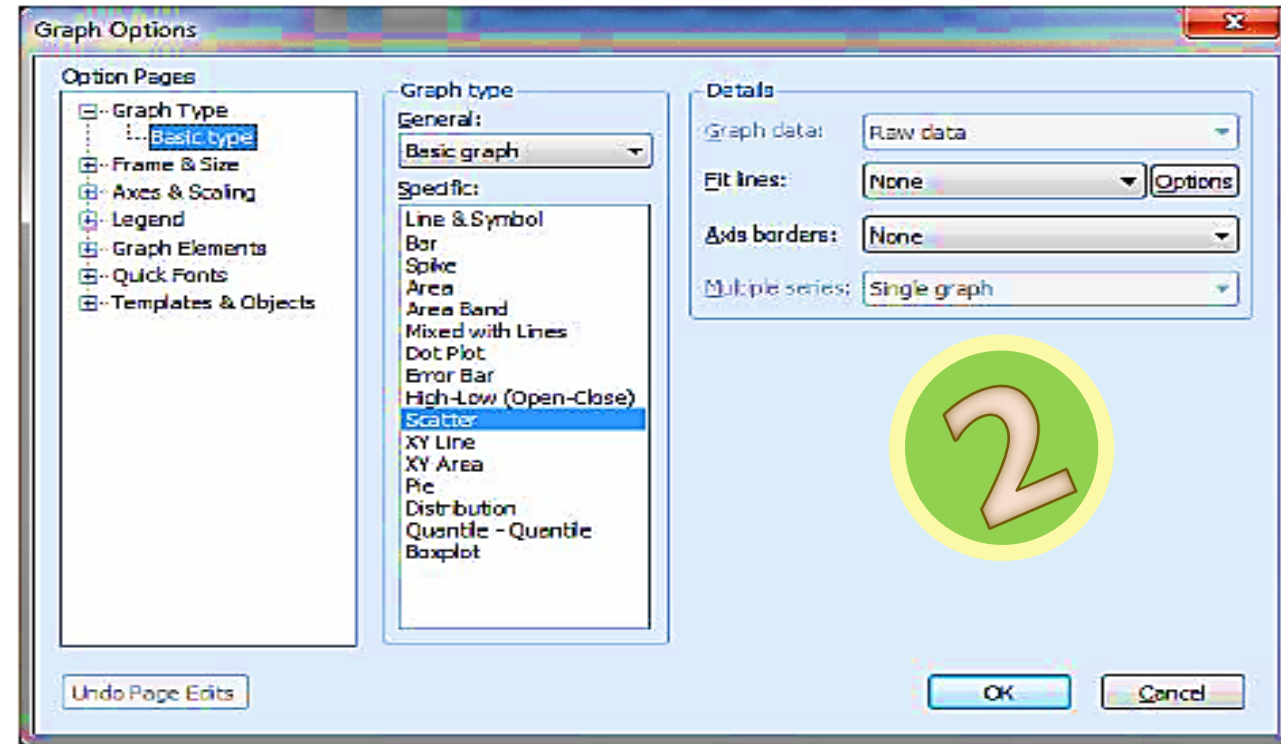 Graph Options
Option Pages
Graph Type
Basic type
Frame & Size
Axes & Scaling
Legend
Graph Elements
Quick Fonts
Templates & Objects
Graph type
General:
Basic graph
Specific:
Line & Symbol
Bar
Spike
Area
Area Band
Mixed with Lines
Dot Plot
Error Bar
High-Low (Open-Close)
Scatter
XY Line
XY Area
Pie
Distribution
Quantile - Quantile
Boxplot
Details
Graph data: Raw data
Fit lines: None Options
Axis borders: None
Multiple series: Single graph
2
Undo Page Edits
OK Cancel